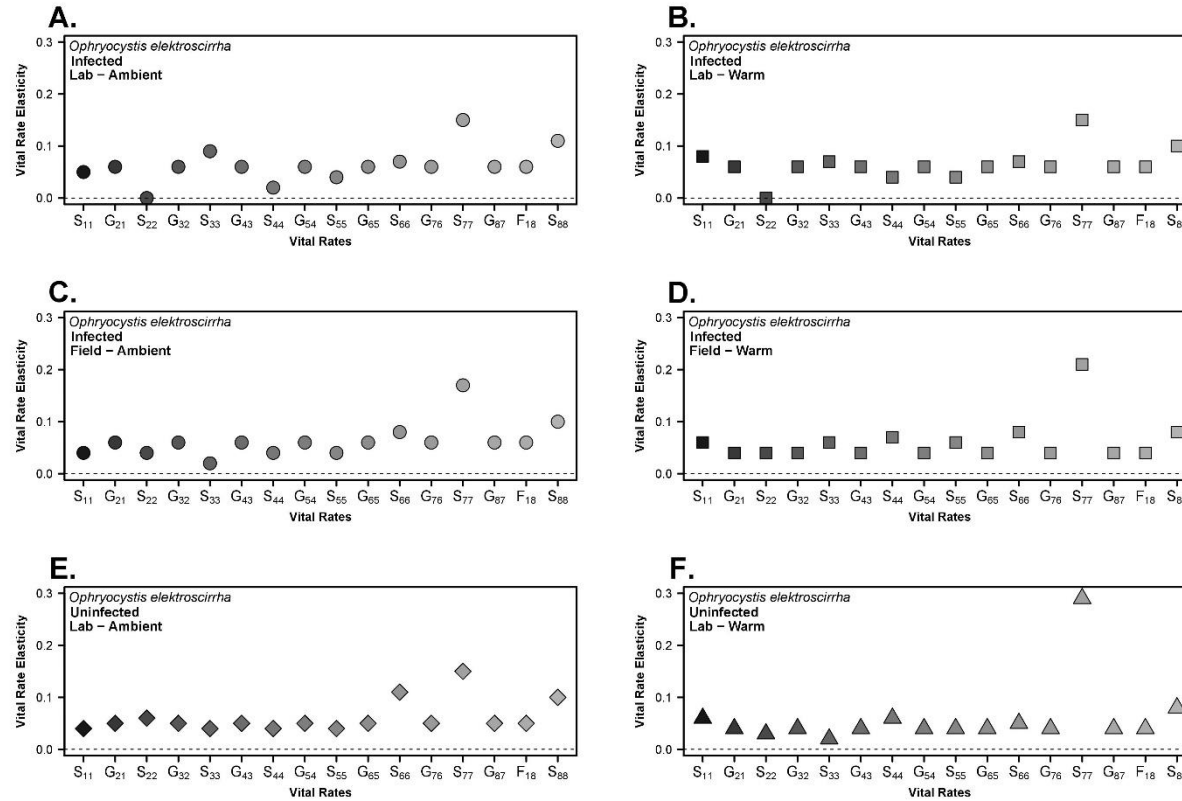 A.
Ophryocystis elektroscirrha
Infected
Lab – Ambient
Vital Rate Elasticity
0.3
0.2
0.1
0.0
S11 G21 S22 G32 S33 G43 S44 G54 S55 G65 S66 G76 S77 G87 F18 S88
Vital Rates
B.
Ophryocystis elektroscirrha
Infected
Lab – Warm
Vital Rate Elasticity
0.3
0.2
0.1
0.0
S11 G21 S22 G32 S33 G43 S44 G54 S55 G65 S66 G76 S77 G87 F18 S8
Vital Rates
C.
Ophryocystis elektroscirrha
Infected
Field – Ambient
Vital Rate Elasticity
0.3
0.2
0.1
0.0
S11 G21 S22 G32 S33 G43 S44 G54 S55 G65 S66 G76 S77 G87 F18 S88
Vital Rates
D.
Ophryocystis elektroscirrha
Infected
Field – Warm
Vital Rate Elasticity
0.3
0.2
0.1
0.0
S11 G21 S22 G32 S33 G43 S44 G54 S55 G65 S66 G76 S77 G87 F18 S8
Vital Rates
E.
Ophryocystis elektroscirrha
Uninfected
Lab – Ambient
Vital Rate Elasticity
0.3
0.2
0.1
0.0
S11 G21 S22 G32 S33 G43 S44 G54 S55 G65 S66 G76 S77 G87 F18 S88
Vital Rates
F.
Ophryocystis elektroscirrha
Uninfected
Lab – Warm
Vital Rate Elasticity
0.3
0.2
0.1
0.0
S11 G21 S22 G32 S33 G43 S44 G54 S55 G65 S66 G76 S77 G87 F18 S8
Vital Rates